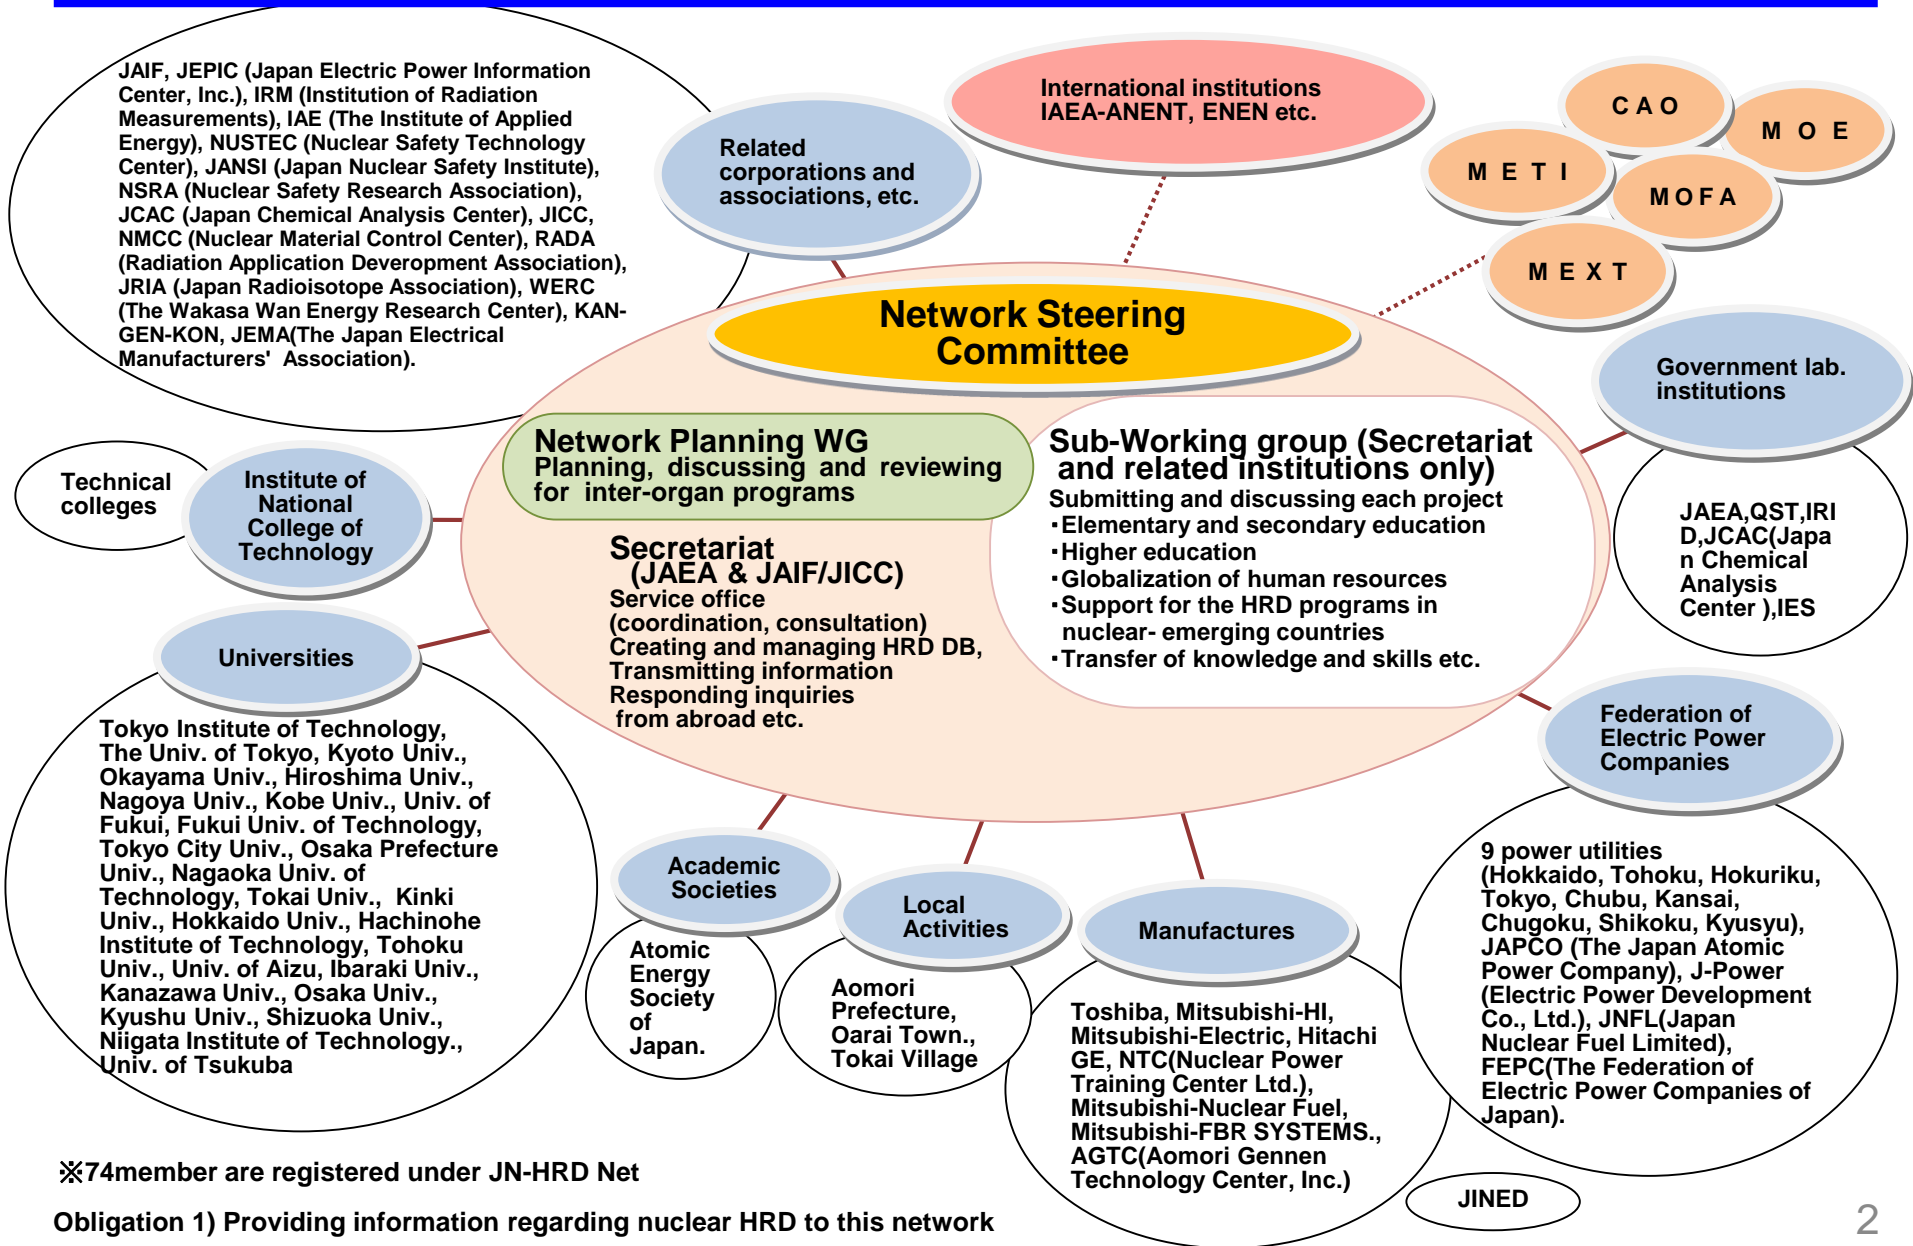 JAIF, JEPIC (Japan Electric Power Information
Center, Inc.), IRM (Institution of Radiation
Measurements), IAE (The Institute of Applied
Energy), NUSTEC (Nuclear Safety Technology
Center), JANSI (Japan Nuclear Safety Institute),
NSRA (Nuclear Safety Research Association),
JCAC (Japan Chemical Analysis Center), JICC,
NMCC (Nuclear Material Control Center), RADA
(Radiation Application Deveropment Association),
JRIA (Japan Radioisotope Association), WERC
(The Wakasa Wan Energy Research Center), KAN-
GEN-KON, JEMA(The Japan Electrical
Manufacturers' Association).
Related
corporations and
associations, etc.
International institutions
IAEA-ANENT, ENEN etc.
C A O
M O E
M E T I
M O F A
M E X T
Network Steering
Committee
Government lab.
institutions
JAEA,QST,IRI
D,JCAC(Japa
n Chemical
Analysis
Center ),IES
Network Planning WG
Planning, discussing and reviewing
for inter-organ programs
Sub-Working group (Secretariat
and related institutions only)
Submitting and discussing each project
・Elementary and secondary education
・Higher education
・Globalization of human resources
・Support for the HRD programs in
nuclear- emerging countries
・Transfer of knowledge and skills etc.
Secretariat
(JAEA & JAIF/JICC)
Service office
(coordination, consultation)
Creating and managing HRD DB,
Transmitting information
Responding inquiries
from abroad etc.
Technical
colleges
Institute of
National
College of
Technology
Universities
Tokyo Institute of Technology,
The Univ. of Tokyo, Kyoto Univ.,
Okayama Univ., Hiroshima Univ.,
Nagoya Univ., Kobe Univ., Univ. of
Fukui, Fukui Univ. of Technology,
Tokyo City Univ., Osaka Prefecture
Univ., Nagaoka Univ. of
Technology, Tokai Univ., Kinki
Univ., Hokkaido Univ., Hachinohe
Institute of Technology, Tohoku
Univ., Univ. of Aizu, Ibaraki Univ.,
Kanazawa Univ., Osaka Univ.,
Kyushu Univ., Shizuoka Univ.,
Niigata Institute of Technology.,
Univ. of Tsukuba
Academic
Societies
Atomic
Energy
Society
of
Japan.
Local
Activities
Aomori
Prefecture,
Oarai Town.,
Tokai Village
Manufactures
Toshiba, Mitsubishi-HI,
Mitsubishi-Electric, Hitachi
GE, NTC(Nuclear Power
Training Center Ltd.),
Mitsubishi-Nuclear Fuel,
Mitsubishi-FBR SYSTEMS.,
AGTC(Aomori Gennen
Technology Center, Inc.)
Federation of
Electric Power
Companies
9 power utilities
(Hokkaido, Tohoku, Hokuriku,
Tokyo, Chubu, Kansai,
Chugoku, Shikoku, Kyusyu),
JAPCO (The Japan Atomic
Power Company), J-Power
(Electric Power Development
Co., Ltd.), JNFL(Japan
Nuclear Fuel Limited),
FEPC(The Federation of
Electric Power Companies of
Japan).
JINED
※74member are registered under JN-HRD Net
Obligation 1) Providing information regarding nuclear HRD to this network
2